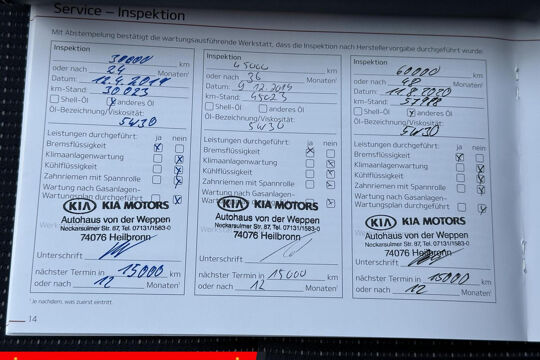 Service – Inspektion
Mit Abstempelung bestätigt die wartungsausführende Werkstatt, dass die Inspektion nach Herstellervorgabe durchgeführt wurde.
Inspektion
30000 km
oder nach 24 Monaten¹
Datum: 12.4.2019
km-Stand: 30023
Shell-Öl anderes Öl
Öl-Bezeichnung/Viskosität:
5W30
Leistungen durchgeführt: ja nein
Bremsflüssigkeit
Klimaanlagenwartung
Kühlflüssigkeit
Zahnriemen mit Spannrolle
Wartung nach Gasanlagen-
Wartungsplan durchgeführt
KIA KIA MOTORS
Autohaus von der Weppen
Neckarsulmer Str. 87, Tel. 07131/1583-0
74076 Heilbronn
Unterschrift
nächster Termin in 15000 km
oder nach 12 Monaten¹
Inspektion
45000 km
oder nach 36 Monaten¹
Datum: 9.12.2019
km-Stand: 45023
Shell-Öl anderes Öl
Öl-Bezeichnung/Viskosität:
5W30
Leistungen durchgeführt: ja nein
Bremsflüssigkeit
Klimaanlagenwartung
Kühlflüssigkeit
Zahnriemen mit Spannrolle
Wartung nach Gasanlagen-
KIA KIA MOTORS
Autohaus von der Weppen
Neckarsulmer Str. 87, Tel. 07131/1583-0
74076 Heilbronn
Unterschrift
nächster Termin in 15000 km
oder nach 12 Monaten¹
Inspektion
60000 km
oder nach 48 Monaten¹
Datum: 11.8.2020
km-Stand:
Shell-Öl anderes Öl
Öl-Bezeichnung/Viskosität:
5W30
Leistungen durchgeführt: ja nein
Bremsflüssigkeit
Klimaanlagenwartung
Kühlflüssigkeit
Zahnriemen mit Spannrolle
Wartung nach Gasanlagen-
Wartungsplan durchgeführt
KIA KIA MOTORS
Autohaus von der Weppen
Neckarsulmer Str. 87, Tel. 07131/1583-0
74076 Heilbronn
Unterschrift
nächster Termin in 15000 km
oder nach 12 Monaten¹
¹ Je nachdem, was zuerst eintritt.
14